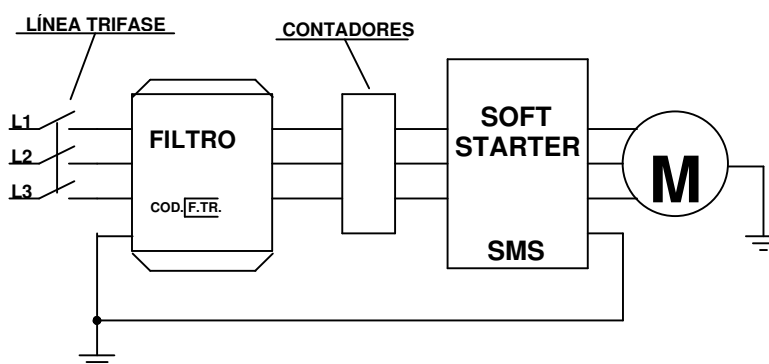 LÍNEA TRIFASE
CONTADORES
L1
L2
L3
FILTRO
COD. F.TR.
SOFT
STARTER
SMS
M